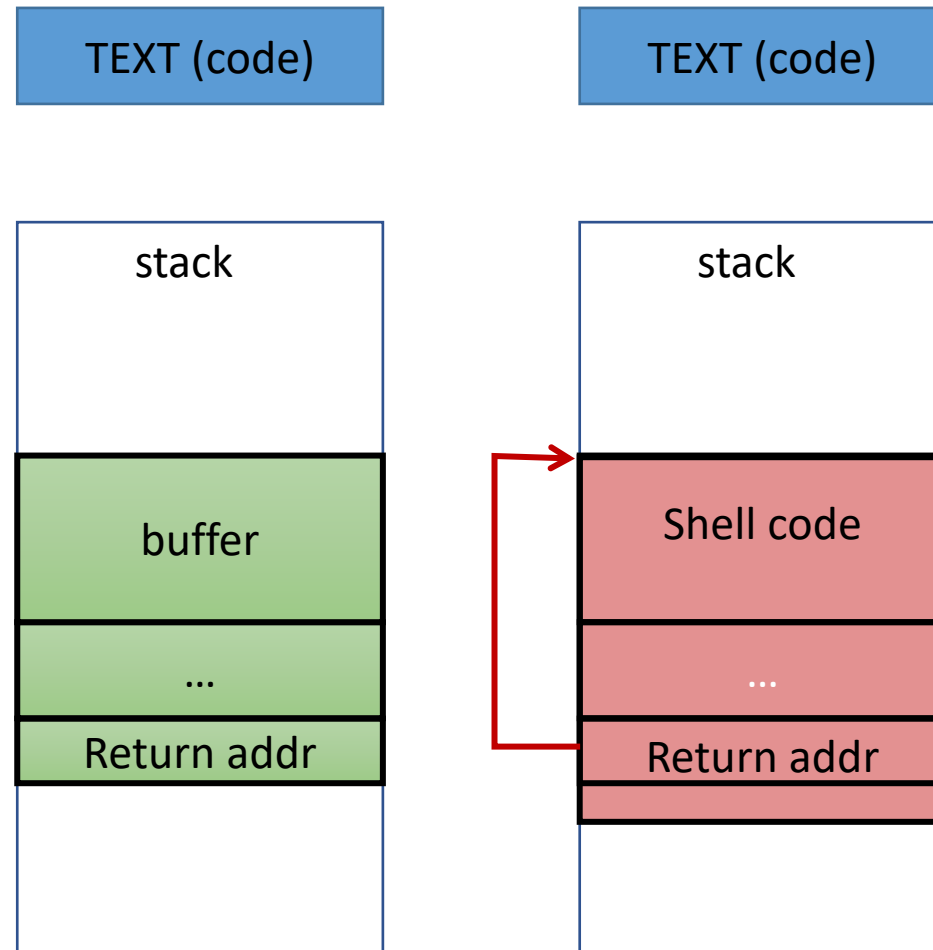 TEXT (code)
TEXT (code)
stack
stack
buffer
Shell code
...
...
Return addr
Return addr